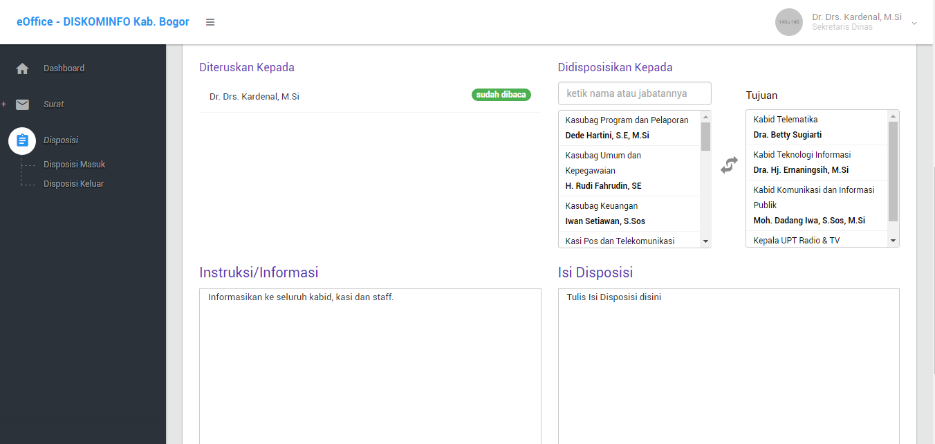 eOffice - DISKOMINFO Kab. Bogor
Dr. Drs. Kardenal, M.Si
Sekretaris Dinas
Dashboard
Surat
Disposisi
Disposisi Masuk
Disposisi Keluar
Diteruskan Kepada
Dr. Drs. Kardenal, M.Si
sudah dibaca
Didisposisikan Kepada
ketik nama atau jabatannya
Kasubag Program dan Pelaporan
Dede Hartini, S.E, M.Si
Kasubag Umum dan
Kepegawaian
H. Rudi Fahrudin, SE
Kasubag Keuangan
Iwan Setiawan, S.Sos
Kasi Pos dan Telekomunikasi
Tujuan
Kabid Telematika
Dra. Betty Sugiarti
Kabid Teknologi Informasi
Dra. Hj. Ernaningsih, M.Si
Kabid Komunikasi dan Informasi
Publik
Moh. Dadang Iwa, S.Sos, M.Si
Kepala UPT Radio & TV
Instruksi/Informasi
Informasikan ke seluruh kabid, kasi dan staff.
Isi Disposisi
Tulis Isi Disposisi disini